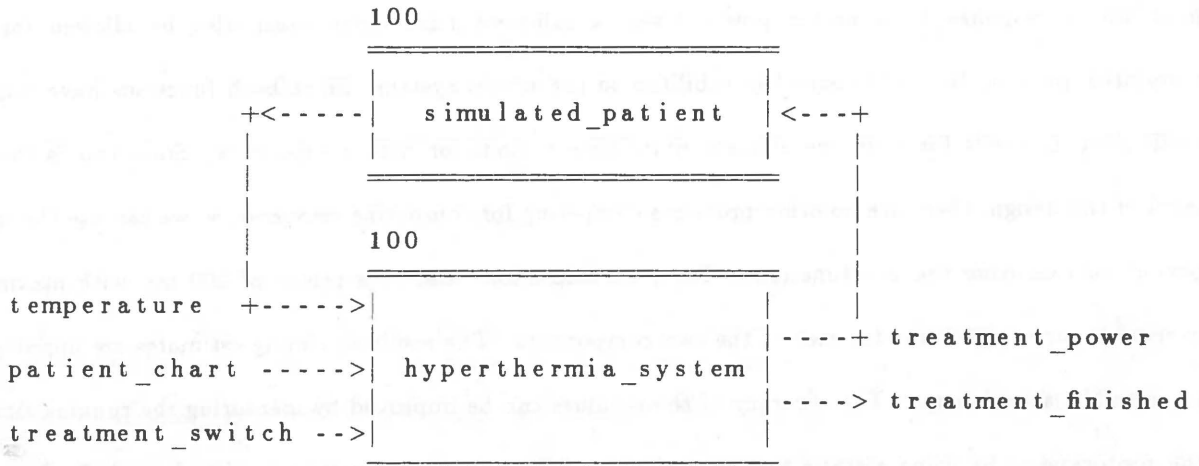 100
simulated_patient
100
temperature
patient_chart hyperthermia_system treatment_power
treatment_switch treatment_finished